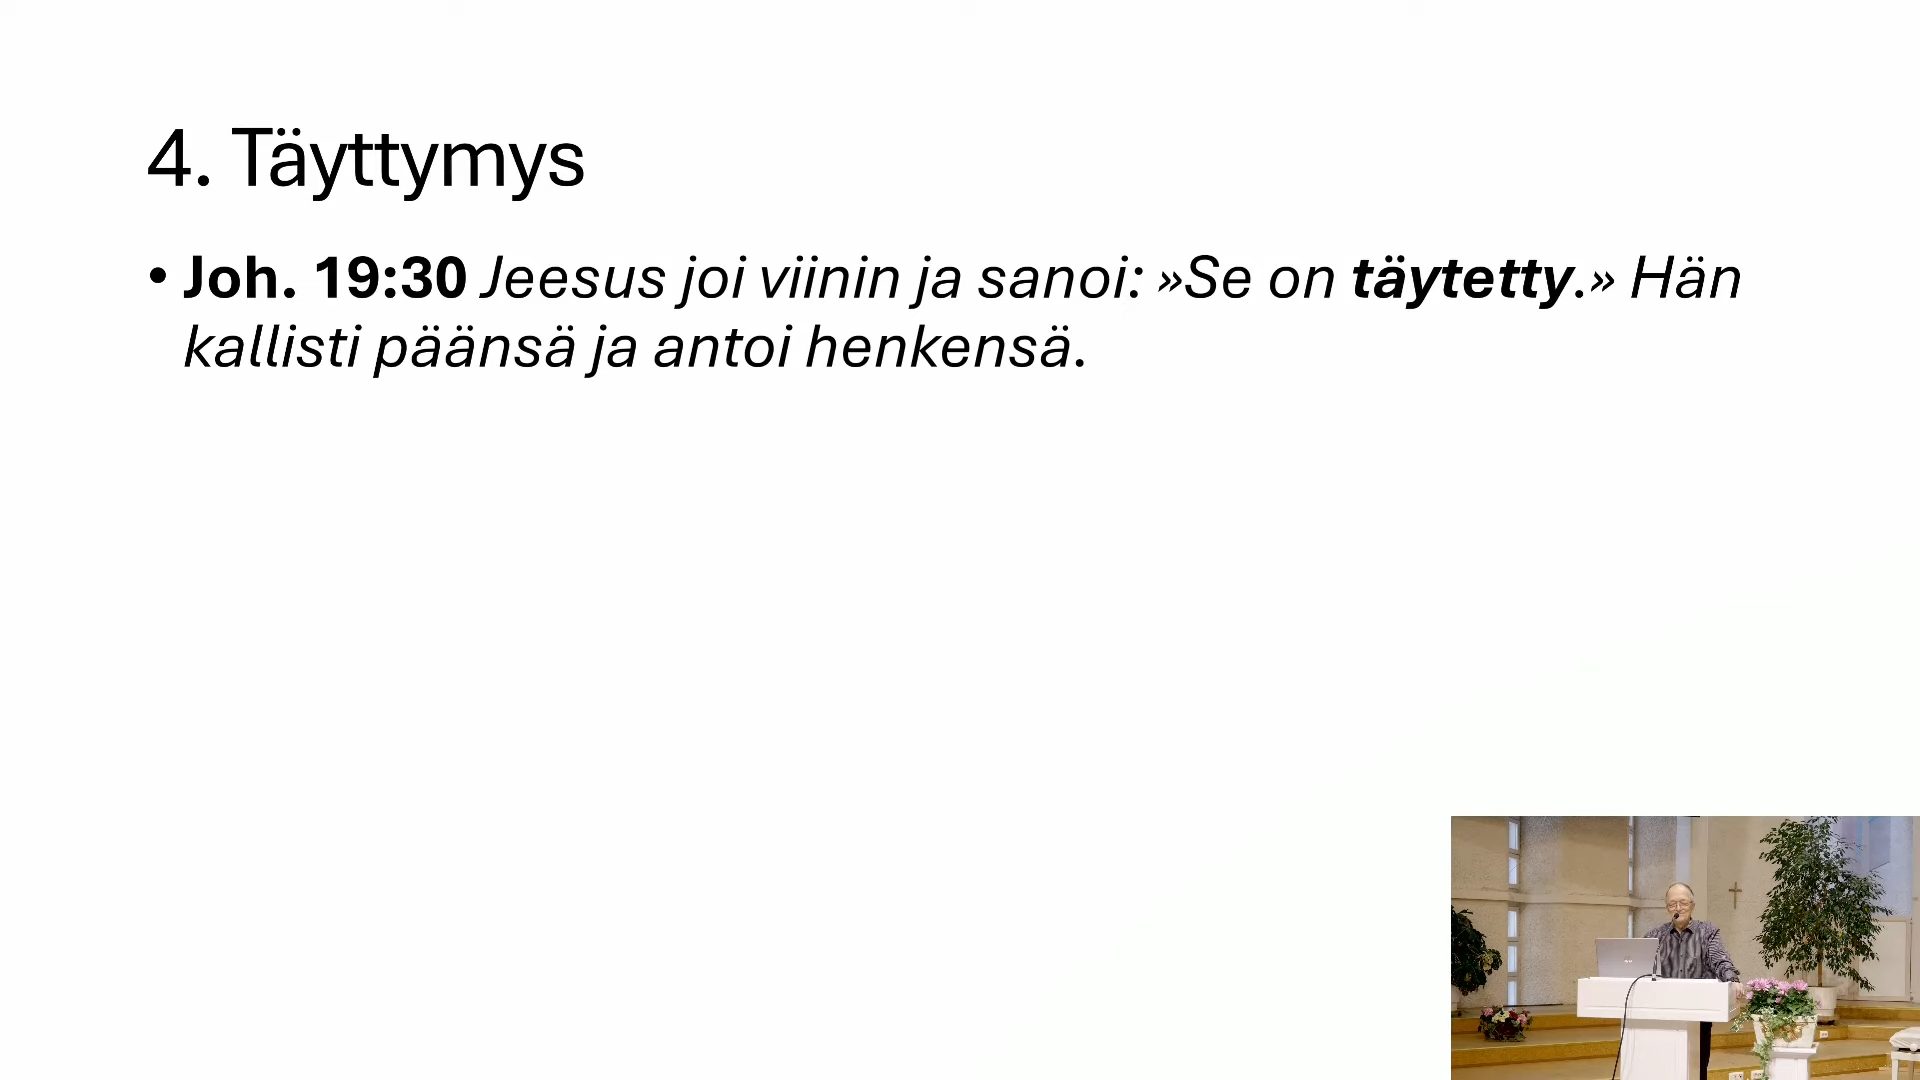 4. Täyttymys
• Joh. 19:30 Jeesus joi viinin ja sanoi: »Se on täytetty.» Hän
kallisti päänsä ja antoi henkensä.